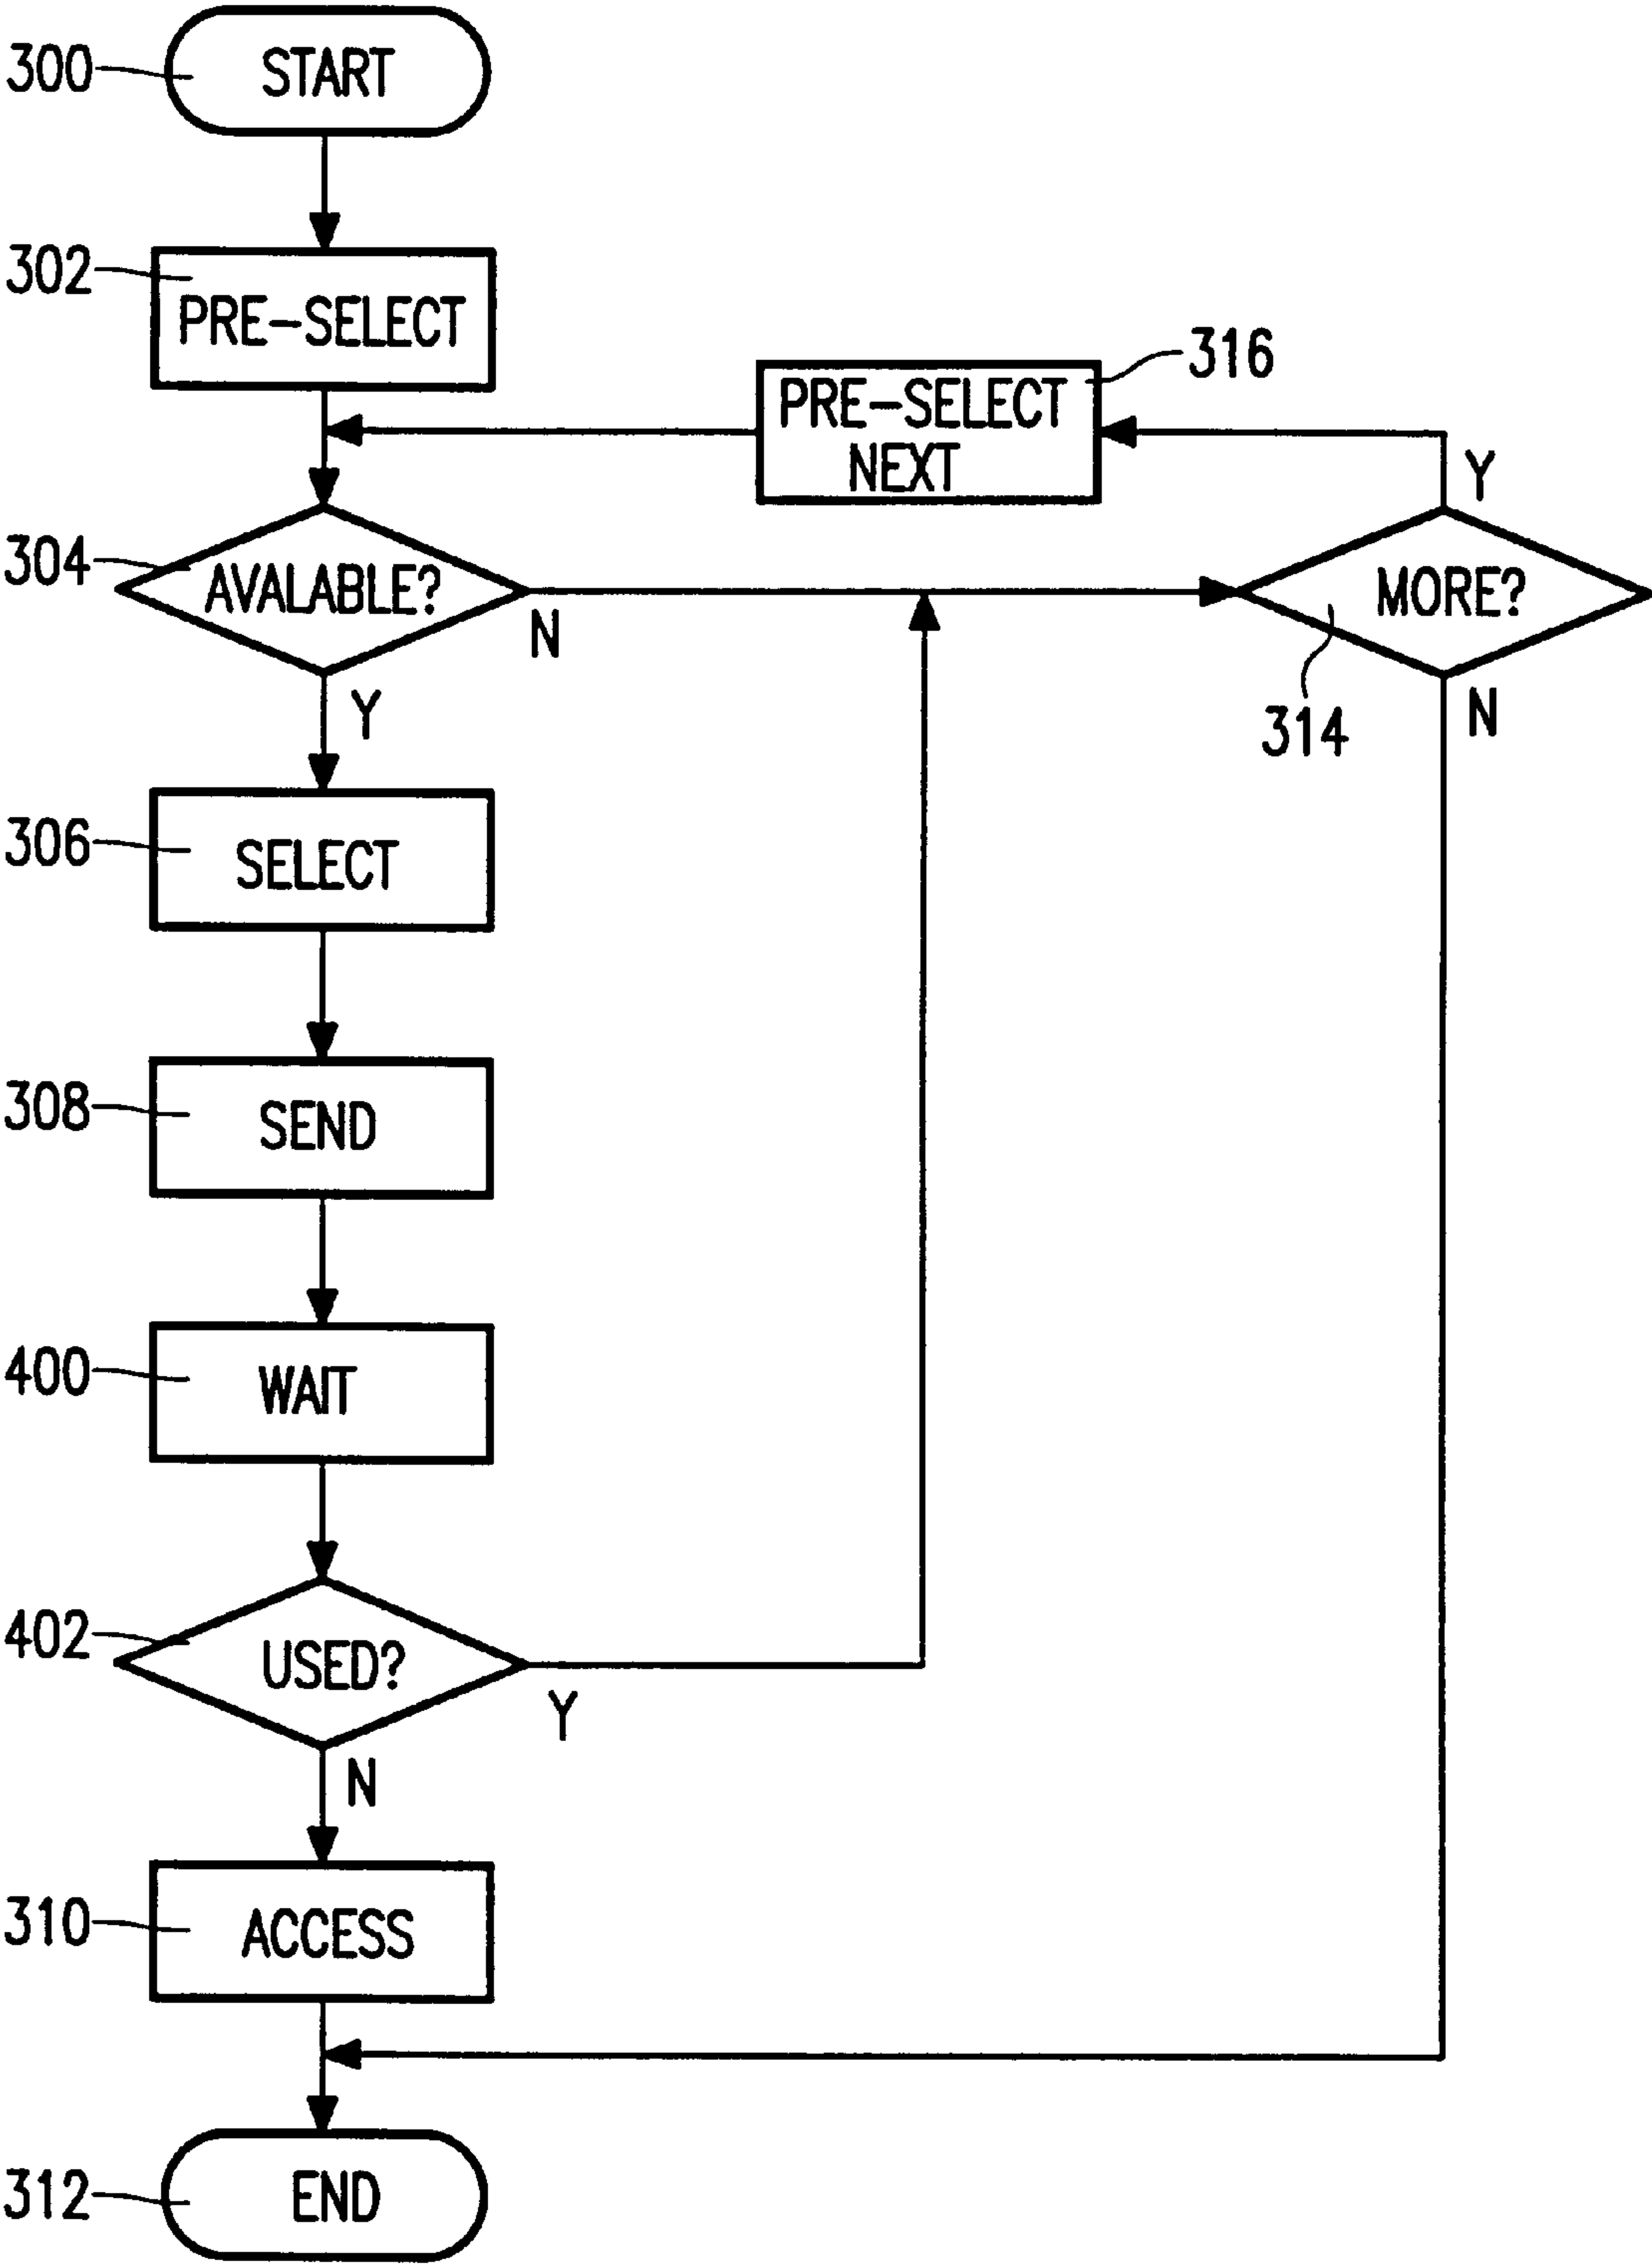 300
START
302
PRE-SELECT
316
PRE-SELECT
NEXT
Y
304
AVALABLE?
N
MORE?
314
N
Y
306
SELECT
308
SEND
400
WAIT
402
USED?
Y
N
310
ACCESS
312
END